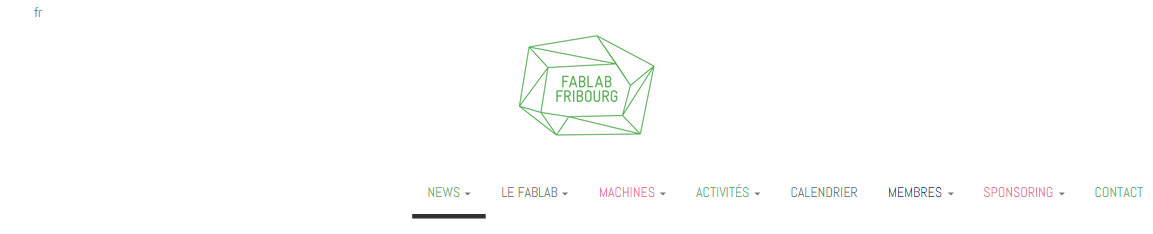 fr
FABLAB
FRIBOURG
NEWS LE FABLAB MACHINES ACTIVITÉS CALENDRIER MEMBRES SPONSORING CONTACT